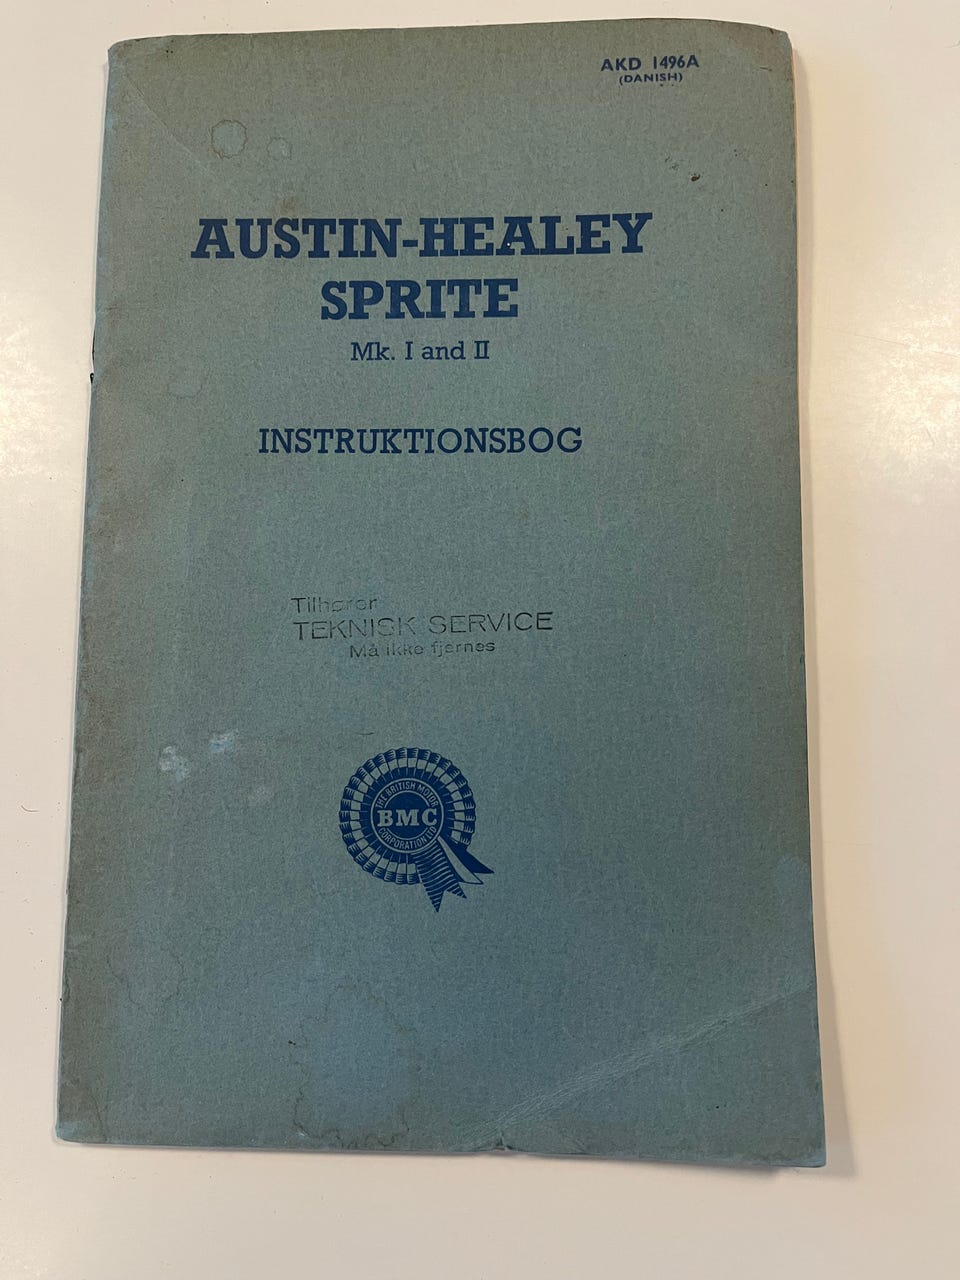 AKD 1496A
(DANISH)
AUSTIN-HEALEY
SPRITE
Mk. I and II
INSTRUKTIONSBOG
Tilhører
TEKNISK SERVICE
Må ikke fjernes
THE BRITISH MOTOR
BMC
CORPORATION LTD